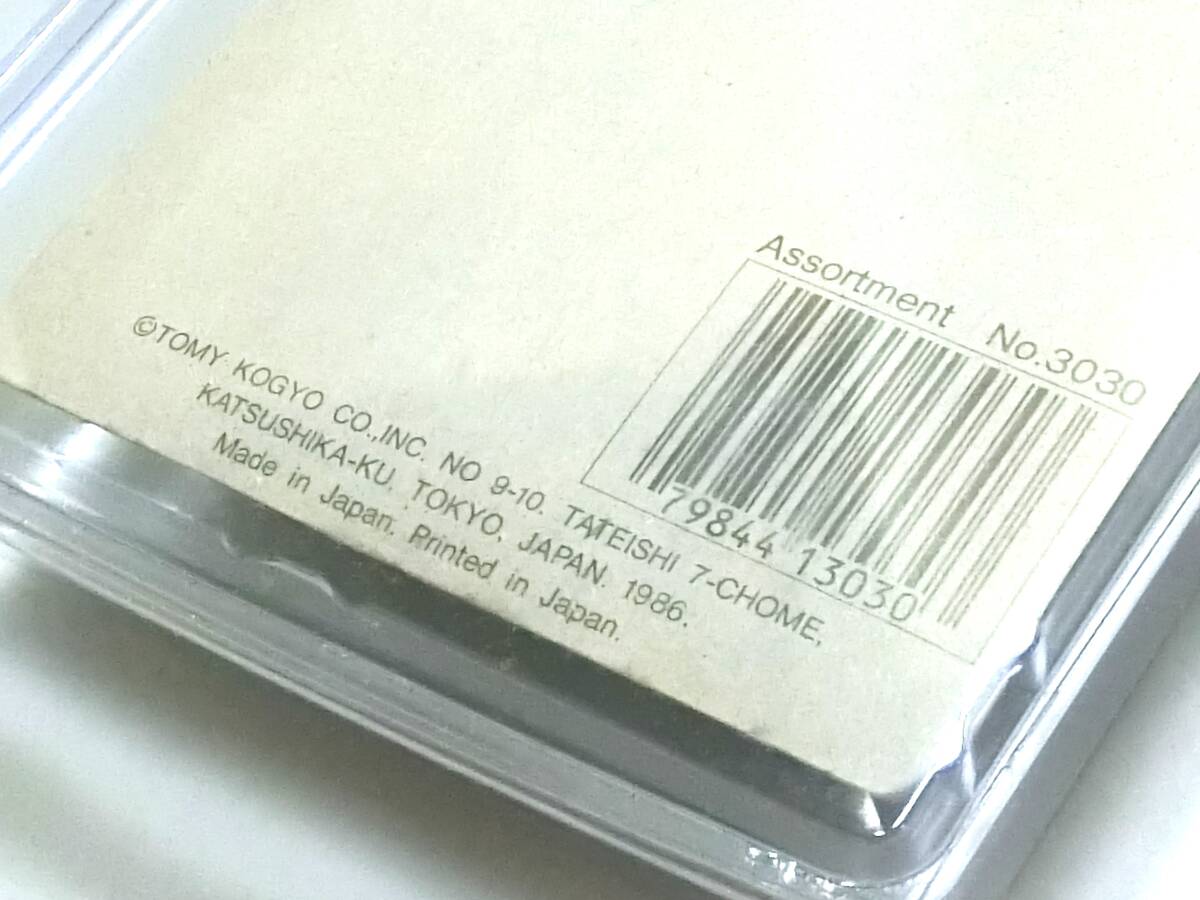 Assortment No.3030
79844 13030
©TOMY KOGYO CO.,INC. NO 9-10. TATEISHI 7-CHOME,
KATSUSHIKA-KU, TOKYO, JAPAN. 1986.
Made in Japan. Printed in Japan.